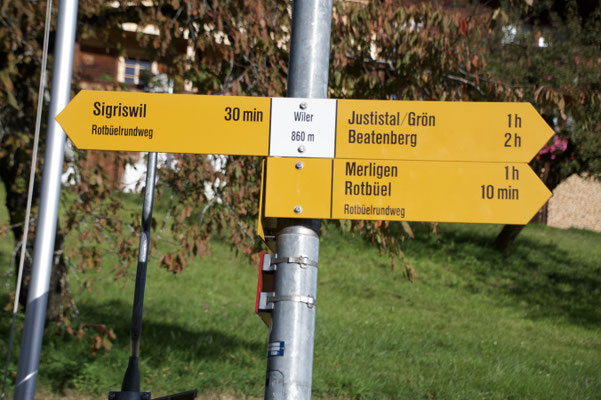 Sigriswil 30 min
Rotbüelrundweg
Wiler
860 m
Justistal/Grön 1 h
Beatenberg 2 h
Merligen 1 h
Rotbüel 10 min
Rotbüelrundweg